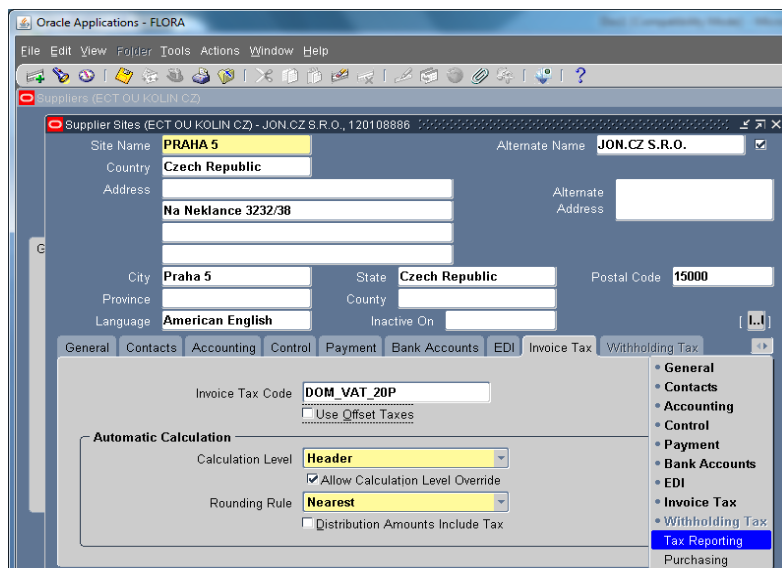 Oracle Applications - FLORA
File Edit View Folder Tools Actions Window Help
Suppliers (ECT OU KOLIN CZ)
Supplier Sites (ECT OU KOLIN CZ) - JON.CZ S.R.O., 120108886
Site Name PRAHA 5 Alternate Name JON.CZ S.R.O.
Country Czech Republic
Address Alternate
Na Neklance 3232/38 Address
City Praha 5 State Czech Republic Postal Code 15000
Province County
Language American English Inactive On [ I..I ]
General Contacts Accounting Control Payment Bank Accounts EDI Invoice Tax Withholding Tax
Invoice Tax Code DOM_VAT_20P
Use Offset Taxes
Automatic Calculation
Calculation Level Header
Allow Calculation Level Override
Rounding Rule Nearest
Distribution Amounts Include Tax
General
Contacts
Accounting
Control
Payment
Bank Accounts
EDI
Invoice Tax
Withholding Tax
Tax Reporting
Purchasing